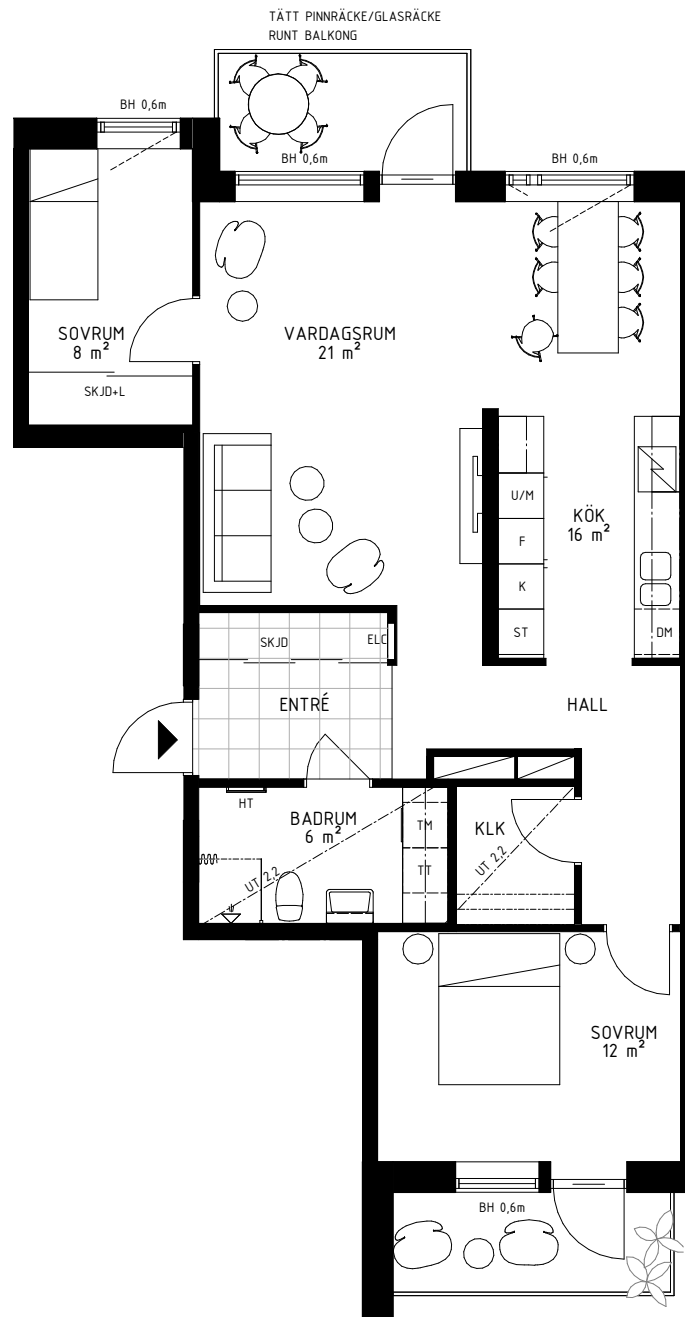 TÄTT PINNRÄCKE/GLASRÄCKE
RUNT BALKONG
BH 0,6m
BH 0,6m
BH 0,6m
SOVRUM
8 m²
SKJD+L
VARDAGSRUM
21 m²
U/M
F
K
ST
KÖK
16 m²
DM
SKJD
ELC
ENTRÉ
HALL
HT
BADRUM
6 m²
UT 2,2
TM
TT
KLK
UT 2,2
SOVRUM
12 m²
BH 0,6m